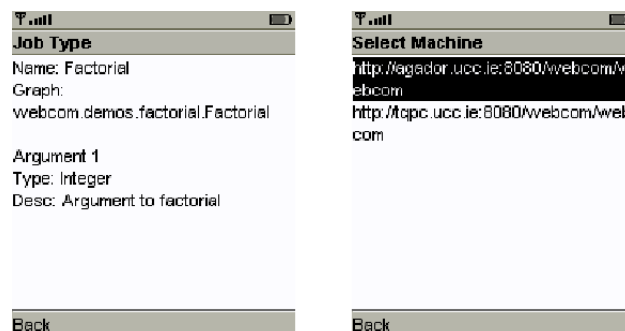 Job Type
Name: Factorial
Graph:
webcom.demos.factorial.Factorial
Argument 1
Type: Integer
Desc: Argument to factorial
Back
Select Machine
http://agador.ucc.ie:8080/webcom/w
ebcom
http://tqpc.ucc.ie:8080/webcom/web
com
Back